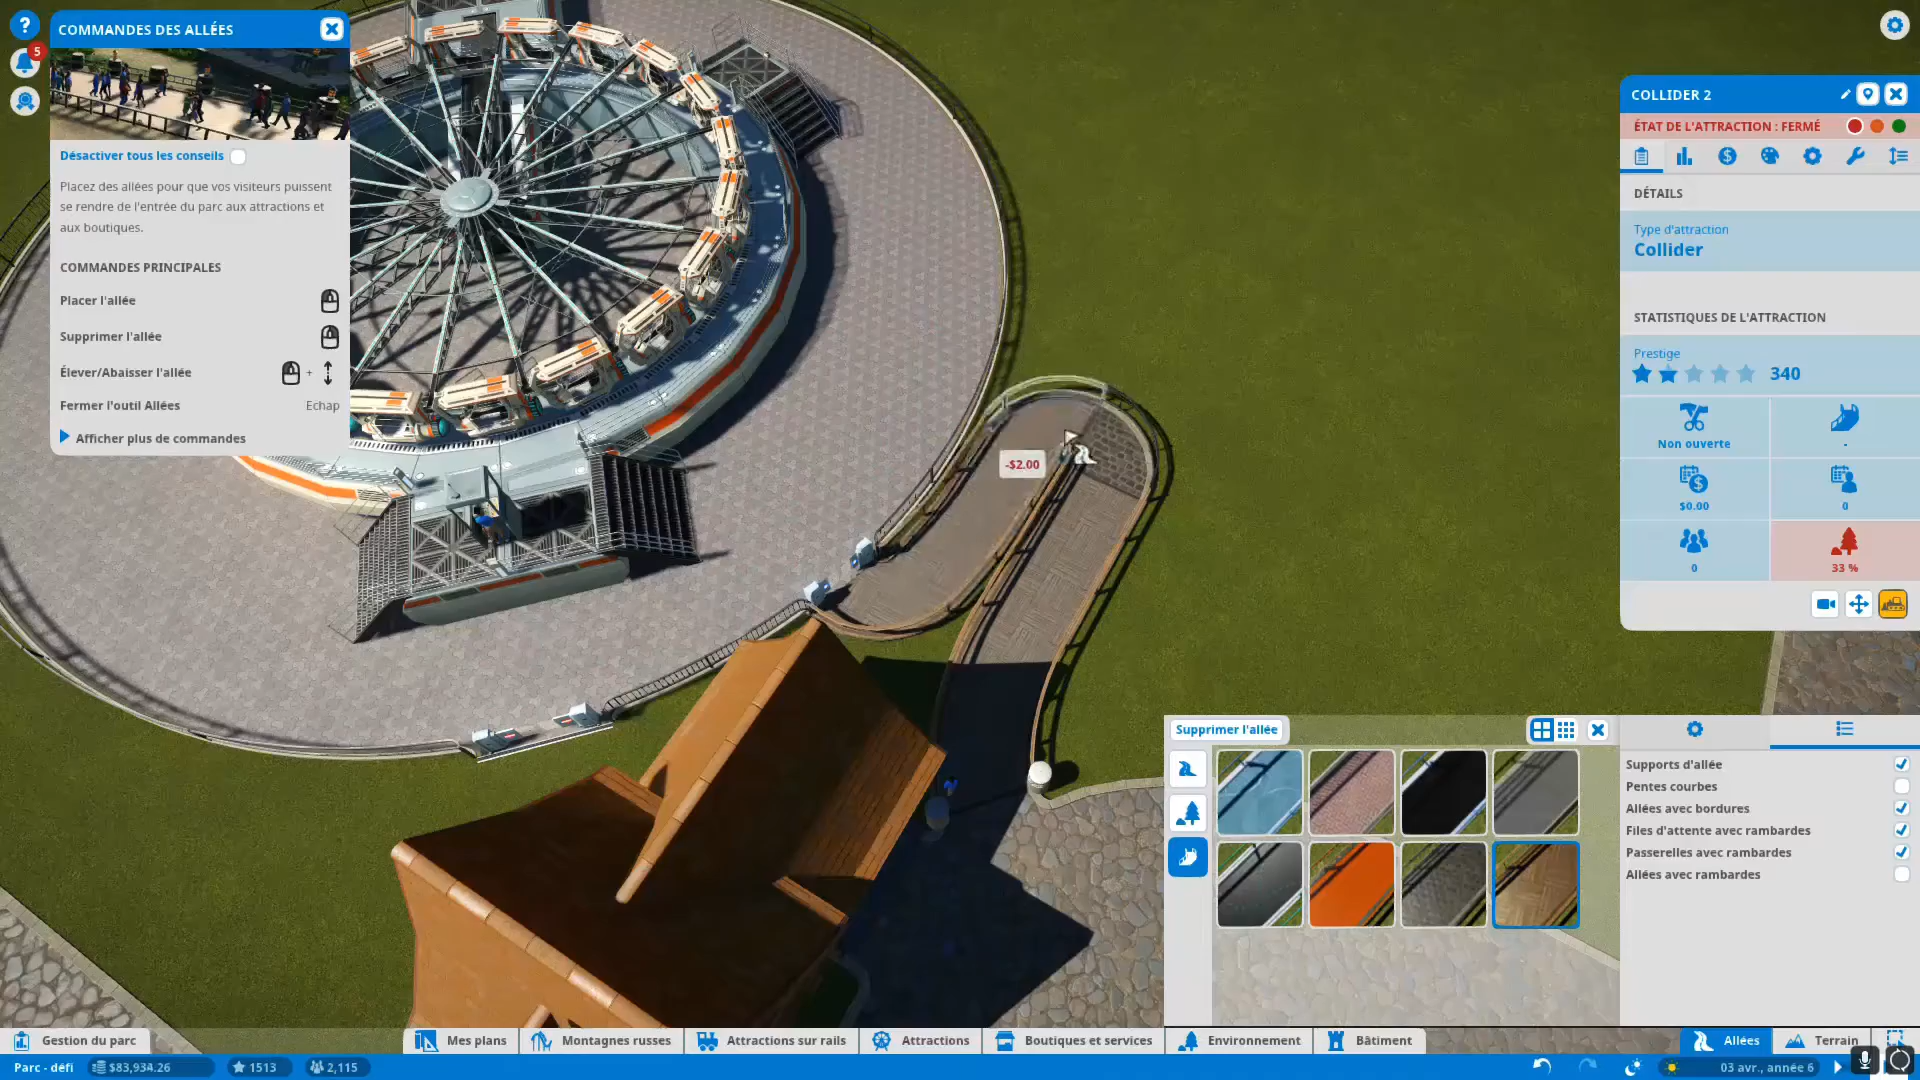 ?
5
COMMANDES DES ALLÉES
Désactiver tous les conseils
Placez des allées pour que vos visiteurs puissent
se rendre de l'entrée du parc aux attractions et
aux boutiques.
COMMANDES PRINCIPALES
Placer l'allée
Supprimer l'allée
Élever/Abaisser l'allée
+
Fermer l'outil Allées Echap
Afficher plus de commandes
-$2.00
COLLIDER 2
ÉTAT DE L'ATTRACTION : FERMÉ
DÉTAILS
Type d'attraction
Collider
STATISTIQUES DE L'ATTRACTION
Prestige
340
Non ouverte -
$0.00 0
0 33 %
Supprimer l'allée
Supports d'allée
Pentes courbes
Allées avec bordures
Files d'attente avec rambardes
Passerelles avec rambardes
Allées avec rambardes
Gestion du parc Mes plans Montagnes russes Attractions sur rails Attractions Boutiques et services Environnement Bâtiment Allées Terrain
Parc - défi $83,934.26 1513 2,115 03 avr., année 6